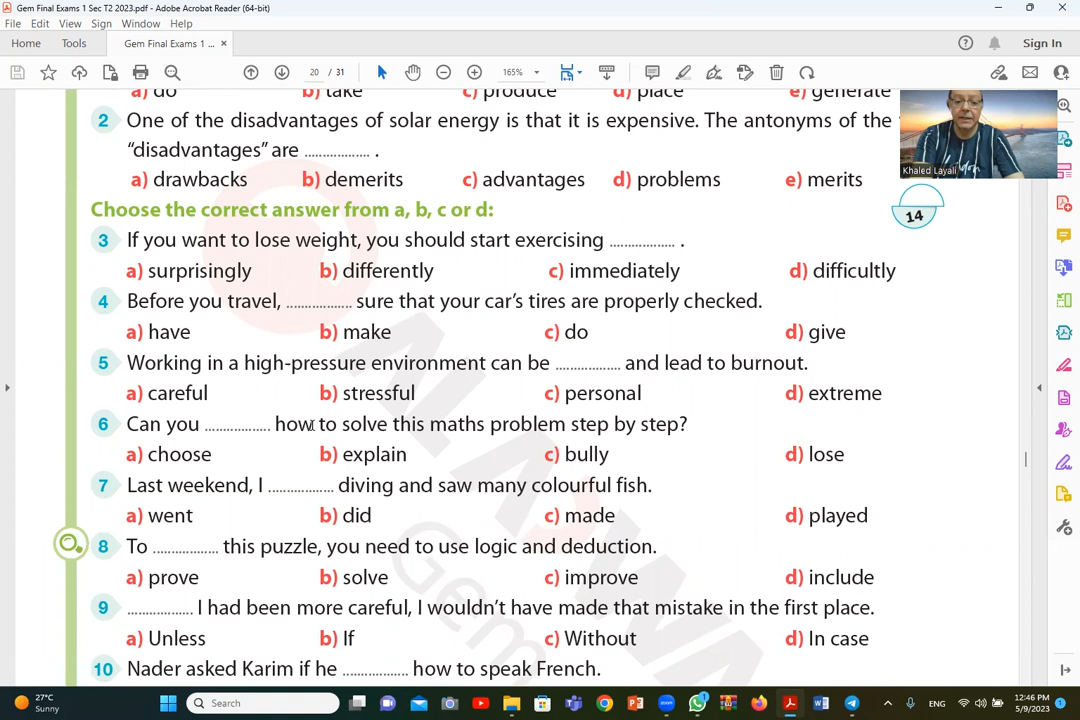 Gem Final Exams 1 Sec T2 2023.pdf - Adobe Acrobat Reader (64-bit)
File Edit View Sign Window Help
Home Tools Gem Final Exams 1 ... × Sign In
20 / 31 165%
a) do b) take c) produce d) place e) generate
2 One of the disadvantages of solar energy is that it is expensive. The antonyms of the
"disadvantages" are .................. .
a) drawbacks b) demerits c) advantages d) problems e) merits
Khaled Layali
Choose the correct answer from a, b, c or d:
14
3 If you want to lose weight, you should start exercising .................. .
a) surprisingly b) differently c) immediately d) difficultly
4 Before you travel, .................. sure that your car's tires are properly checked.
a) have b) make c) do d) give
5 Working in a high-pressure environment can be .................. and lead to burnout.
a) careful b) stressful c) personal d) extreme
6 Can you .................. how to solve this maths problem step by step?
a) choose b) explain c) bully d) lose
7 Last weekend, I .................. diving and saw many colourful fish.
a) went b) did c) made d) played
8 To .................. this puzzle, you need to use logic and deduction.
a) prove b) solve c) improve d) include
9 .................. I had been more careful, I wouldn't have made that mistake in the first place.
a) Unless b) If c) Without d) In case
10 Nader asked Karim if he .................. how to speak French.
ALADWAA
Gem
27°C
Sunny
Search
ENG
12:46 PM
5/9/2023